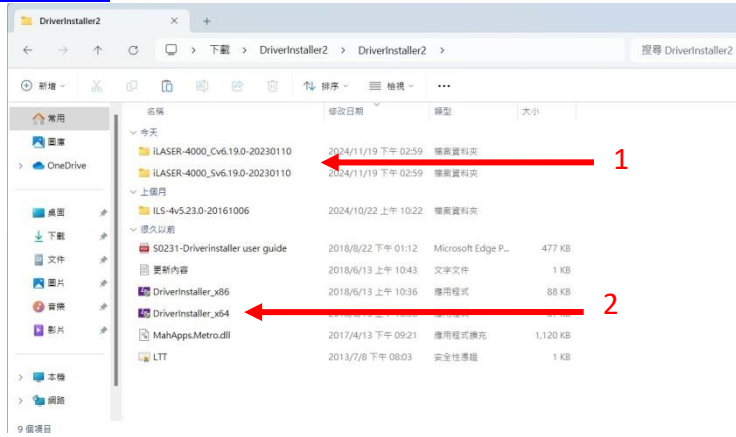 DriverInstaller2
下載 > DriverInstaller2 > DriverInstaller2 >
搜尋 DriverInstaller2
新增
排序
檢視
名稱 修改日期 類型 大小
常用
圖庫
OneDrive
桌面
下載
文件
圖片
音樂
影片
本機
網路
今天
iLASER-4000_Cv6.19.0-20230110 2024/11/19 下午 02:59 檔案資料夾
1
iLASER-4000_Sv6.19.0-20230110 2024/11/19 下午 02:59 檔案資料夾
上個月
ILS-4v5.23.0-20161006 2024/10/22 上午 10:22 檔案資料夾
很久以前
S0231-Driverinstaller user guide 2018/8/22 下午 01:12 Microsoft Edge P... 477 KB
更新內容 2018/6/13 上午 10:43 文字文件 1 KB
DriverInstaller_x86 2018/6/13 上午 10:36 應用程式 88 KB
DriverInstaller_x64
2
MahApps.Metro.dll 2017/4/13 下午 09:21 應用程式擴充 1,120 KB
LTT 2013/7/8 下午 08:03 安全性憑證 1 KB
9 個項目